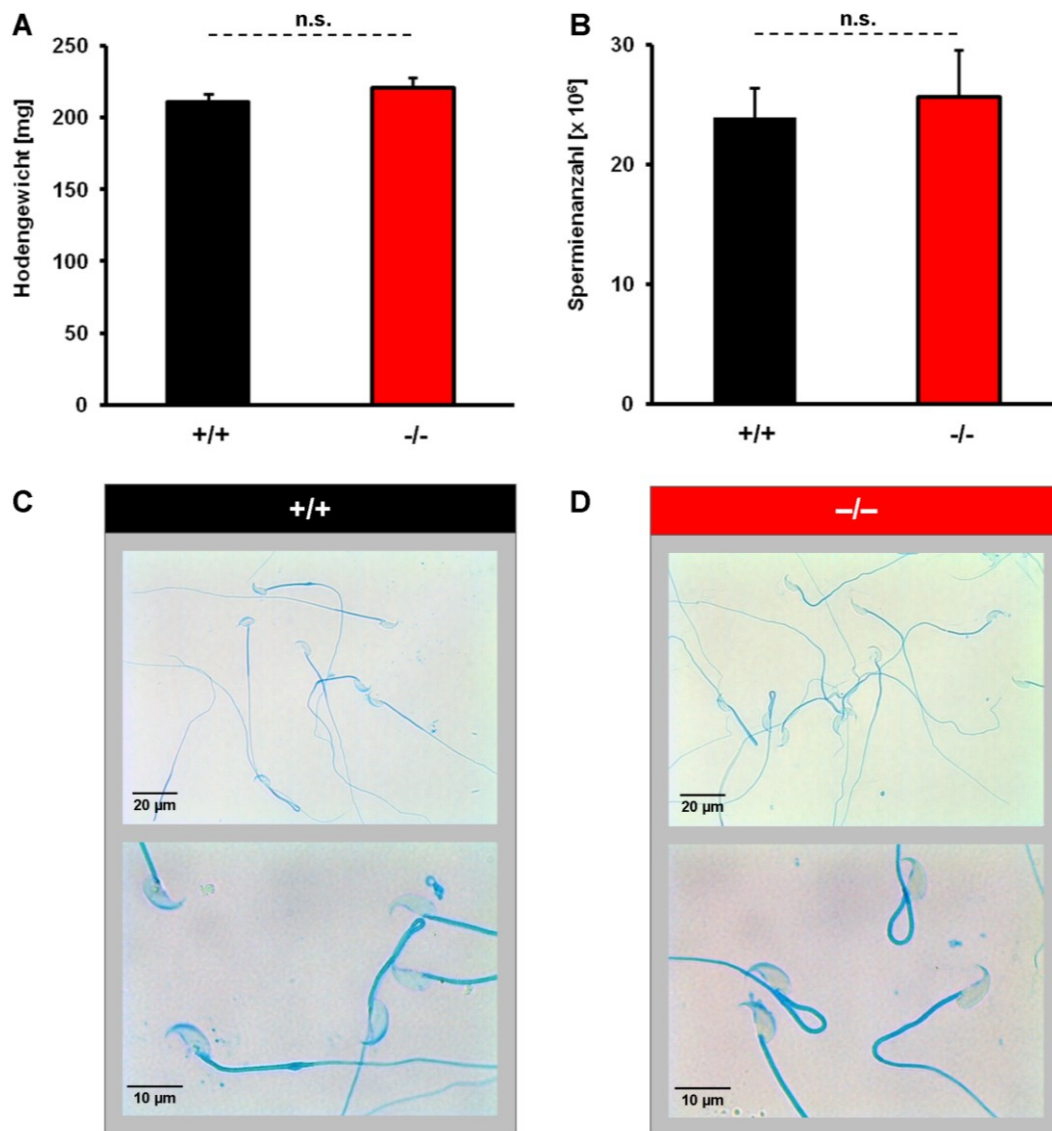 A
n.s.
Hodengewicht [mg]
250
200
150
100
50
0
+/+
-/-
B
n.s.
Spermienanzahl [x 10⁶]
30
20
10
0
+/+
-/-
C
+/+
20 µm
10 µm
D
–/–
20 µm
10 µm